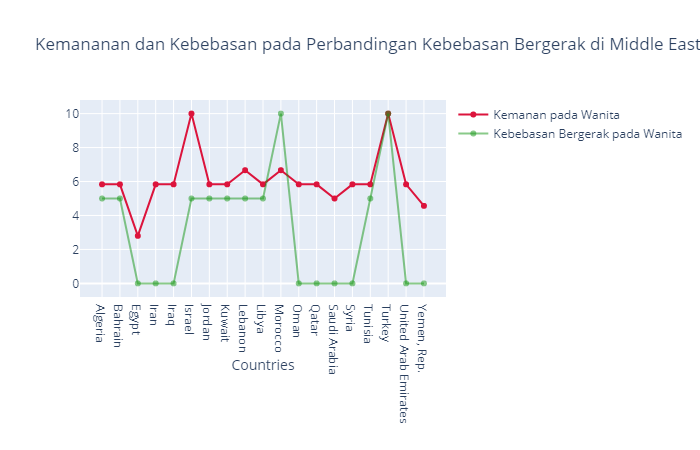 Kemananan dan Kebebasan pada Perbandingan Kebebasan Bergerak di Middle East
Kemanan pada Wanita
Kebebasan Bergerak pada Wanita
10
8
6
4
2
0
Algeria
Bahrain
Egypt
Iran
Iraq
Israel
Jordan
Kuwait
Lebanon
Libya
Morocco
Oman
Qatar
Saudi Arabia
Syria
Tunisia
Turkey
United Arab Emirates
Yemen, Rep.
Countries